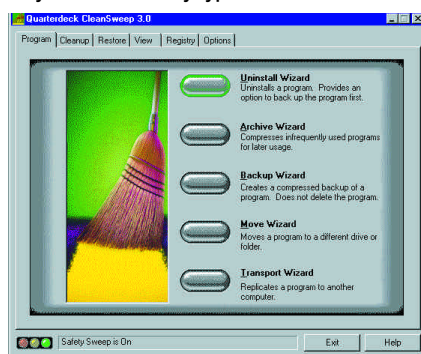 Quarterdeck CleanSweep 3.0
Program Cleanup Restore View Registry Options
Uninstall Wizard
Uninstalls a program. Provides an
option to back up the program first.
Archive Wizard
Compresses infrequently used programs
for later usage.
Backup Wizard
Creates a compressed backup of a
program. Does not delete the program.
Move Wizard
Moves a program to a different drive or
folder.
Transport Wizard
Replicates a program to another
computer.
Safety Sweep is On
Exit Help